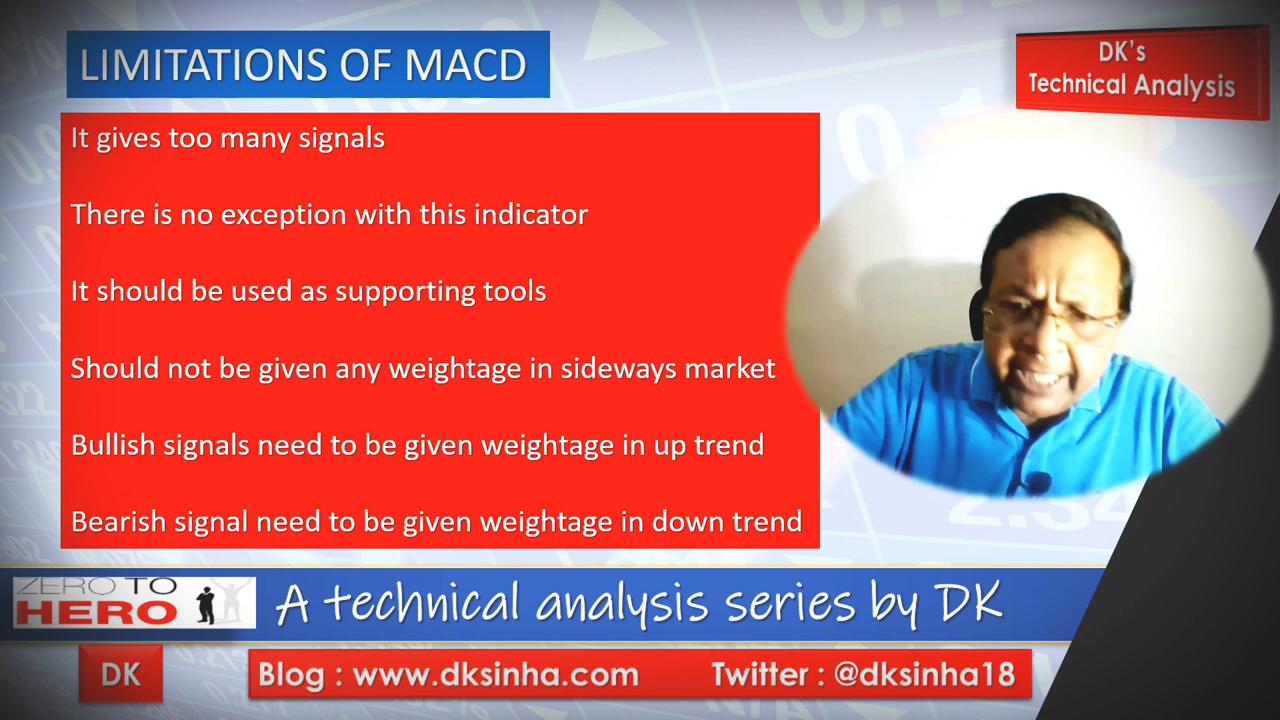 LIMITATIONS OF MACD
DK's
Technical Analysis
It gives too many signals
There is no exception with this indicator
It should be used as supporting tools
Should not be given any weightage in sideways market
Bullish signals need to be given weightage in up trend
Bearish signal need to be given weightage in down trend
ZERO TO
HERO
A technical analysis series by DK
DK
Blog : www.dksinha.com
Twitter : @dksinha18